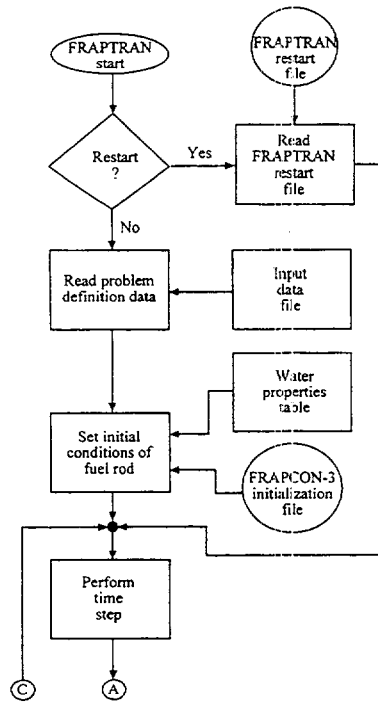 FRAPTRAN
start
FRAPTRAN
restart
file
Restart
?
Yes
Read
FRAPTRAN
restart
file
No
Read problem
definition data
Input
data
file
Water
properties
table
Set initial
conditions of
fuel rod
FRAPCON-3
initialization
file
Perform
time
step
C
A